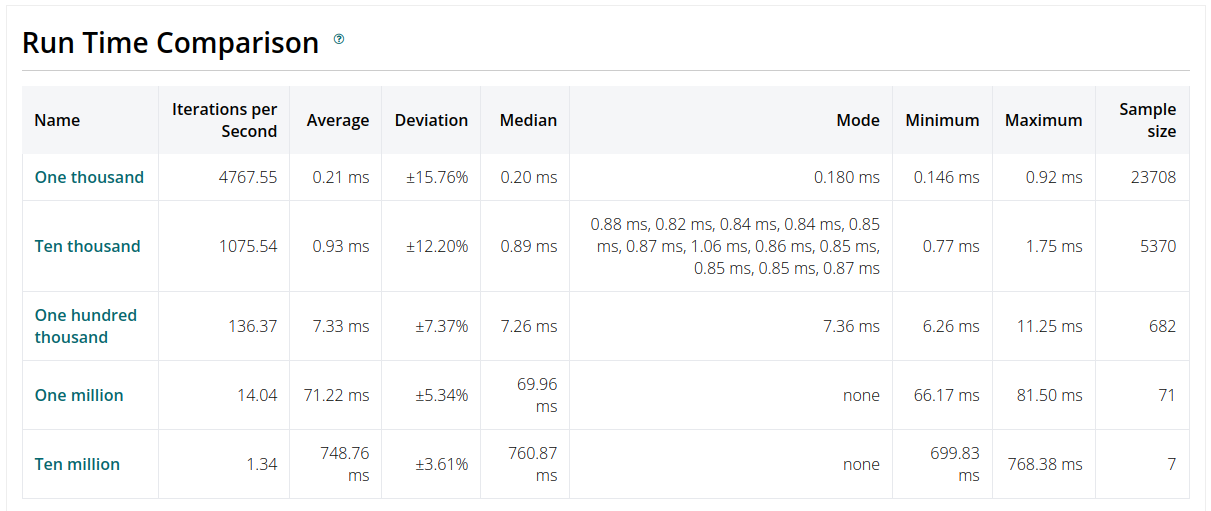 Run Time Comparison ?
Name Iterations per Second Average Deviation Median Mode Minimum Maximum Sample size
One thousand 4767.55 0.21 ms ±15.76% 0.20 ms 0.180 ms 0.146 ms 0.92 ms 23708
Ten thousand 1075.54 0.93 ms ±12.20% 0.89 ms 0.88 ms, 0.82 ms, 0.84 ms, 0.84 ms, 0.85 ms, 0.87 ms, 1.06 ms, 0.86 ms, 0.85 ms, 0.85 ms, 0.85 ms, 0.87 ms 0.77 ms 1.75 ms 5370
One hundred thousand 136.37 7.33 ms ±7.37% 7.26 ms 7.36 ms 6.26 ms 11.25 ms 682
One million 14.04 71.22 ms ±5.34% 69.96 ms none 66.17 ms 81.50 ms 71
Ten million 1.34 748.76 ms ±3.61% 760.87 ms none 699.83 ms 768.38 ms 7